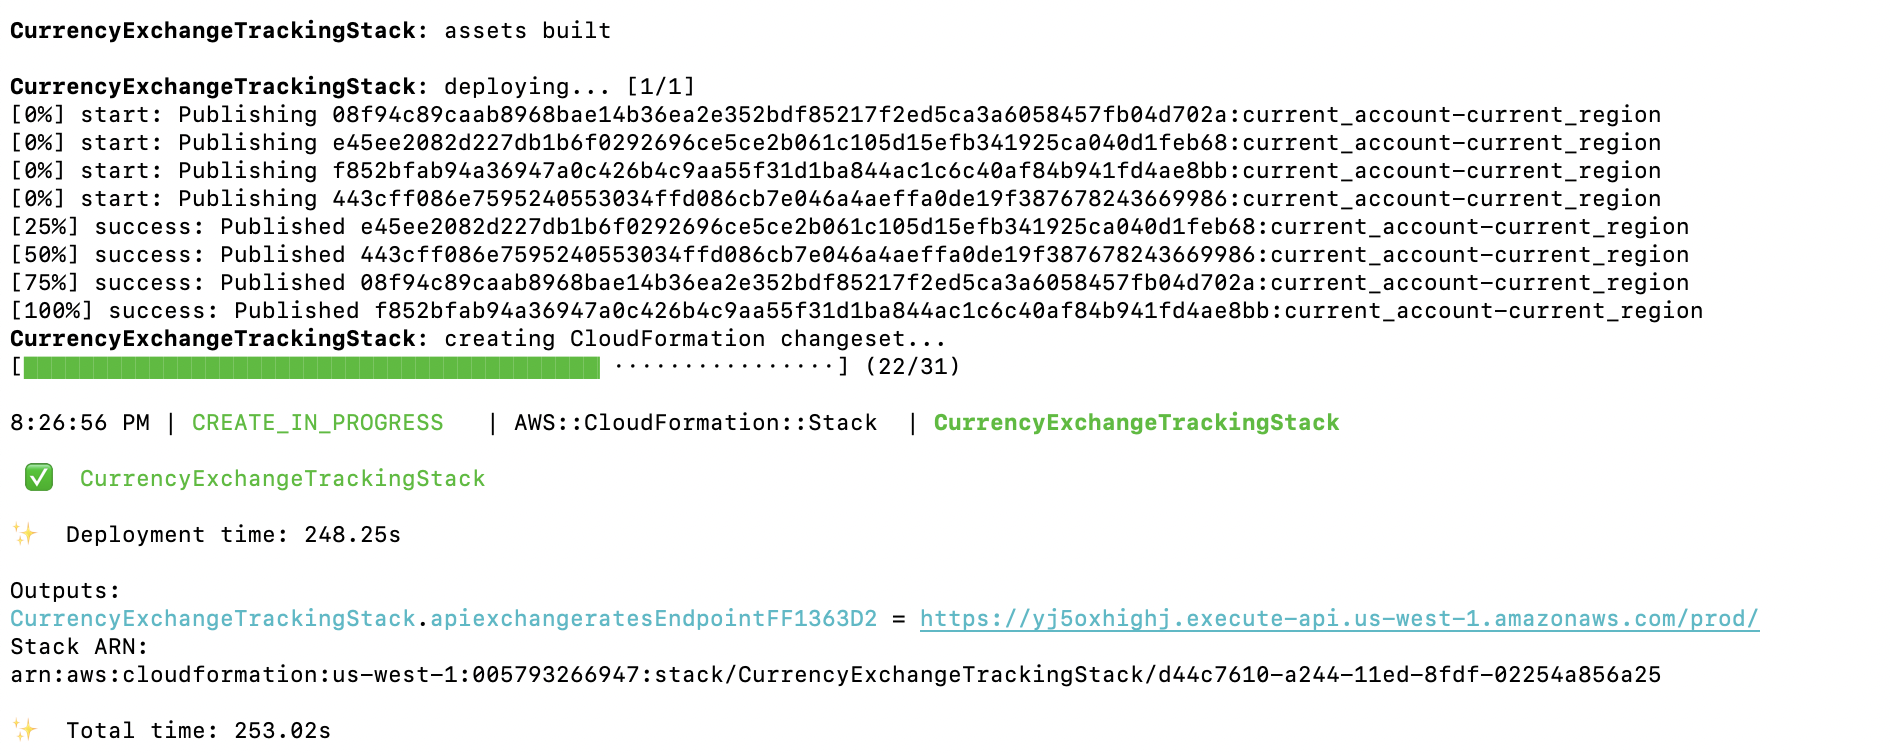 CurrencyExchangeTrackingStack: assets built
CurrencyExchangeTrackingStack: deploying... [1/1]
[0%] start: Publishing 08f94c89caab8968bae14b36ea2e352bdf85217f2ed5ca3a6058457fb04d702a:current_account-current_region
[0%] start: Publishing e45ee2082d227db1b6f0292696ce5ce2b061c105d15efb341925ca040d1feb68:current_account-current_region
[0%] start: Publishing f852bfab94a36947a0c426b4c9aa55f31d1ba844ac1c6c40af84b941fd4ae8bb:current_account-current_region
[0%] start: Publishing 443cff086e7595240553034ffd086cb7e046a4aeffa0de19f387678243669986:current_account-current_region
[25%] success: Published e45ee2082d227db1b6f0292696ce5ce2b061c105d15efb341925ca040d1feb68:current_account-current_region
[50%] success: Published 443cff086e7595240553034ffd086cb7e046a4aeffa0de19f387678243669986:current_account-current_region
[75%] success: Published 08f94c89caab8968bae14b36ea2e352bdf85217f2ed5ca3a6058457fb04d702a:current_account-current_region
[100%] success: Published f852bfab94a36947a0c426b4c9aa55f31d1ba844ac1c6c40af84b941fd4ae8bb:current_account-current_region
CurrencyExchangeTrackingStack: creating CloudFormation changeset...
[█████████████████████████████████████████ ················] (22/31)
8:26:56 PM | CREATE_IN_PROGRESS   | AWS::CloudFormation::Stack  | CurrencyExchangeTrackingStack
✅  CurrencyExchangeTrackingStack
✨  Deployment time: 248.25s
Outputs:
CurrencyExchangeTrackingStack.apiexchangeratesEndpointFF1363D2 = https://yj5oxhighj.execute-api.us-west-1.amazonaws.com/prod/
Stack ARN:
arn:aws:cloudformation:us-west-1:005793266947:stack/CurrencyExchangeTrackingStack/d44c7610-a244-11ed-8fdf-02254a856a25
✨  Total time: 253.02s